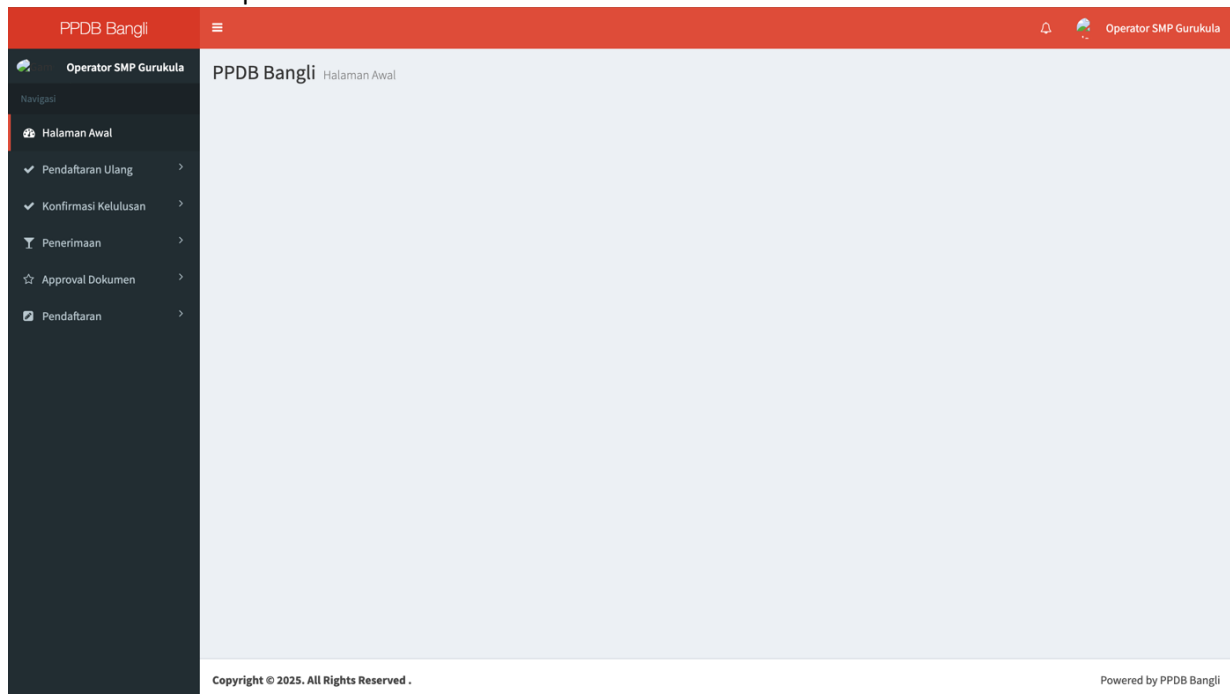 PPDB Bangli
Operator SMP Gurukula
Operator SMP Gurukula
PPDB Bangli Halaman Awal
Navigasi
Halaman Awal
Pendaftaran Ulang
Konfirmasi Kelulusan
Penerimaan
Approval Dokumen
Pendaftaran
Copyright © 2025. All Rights Reserved .
Powered by PPDB Bangli